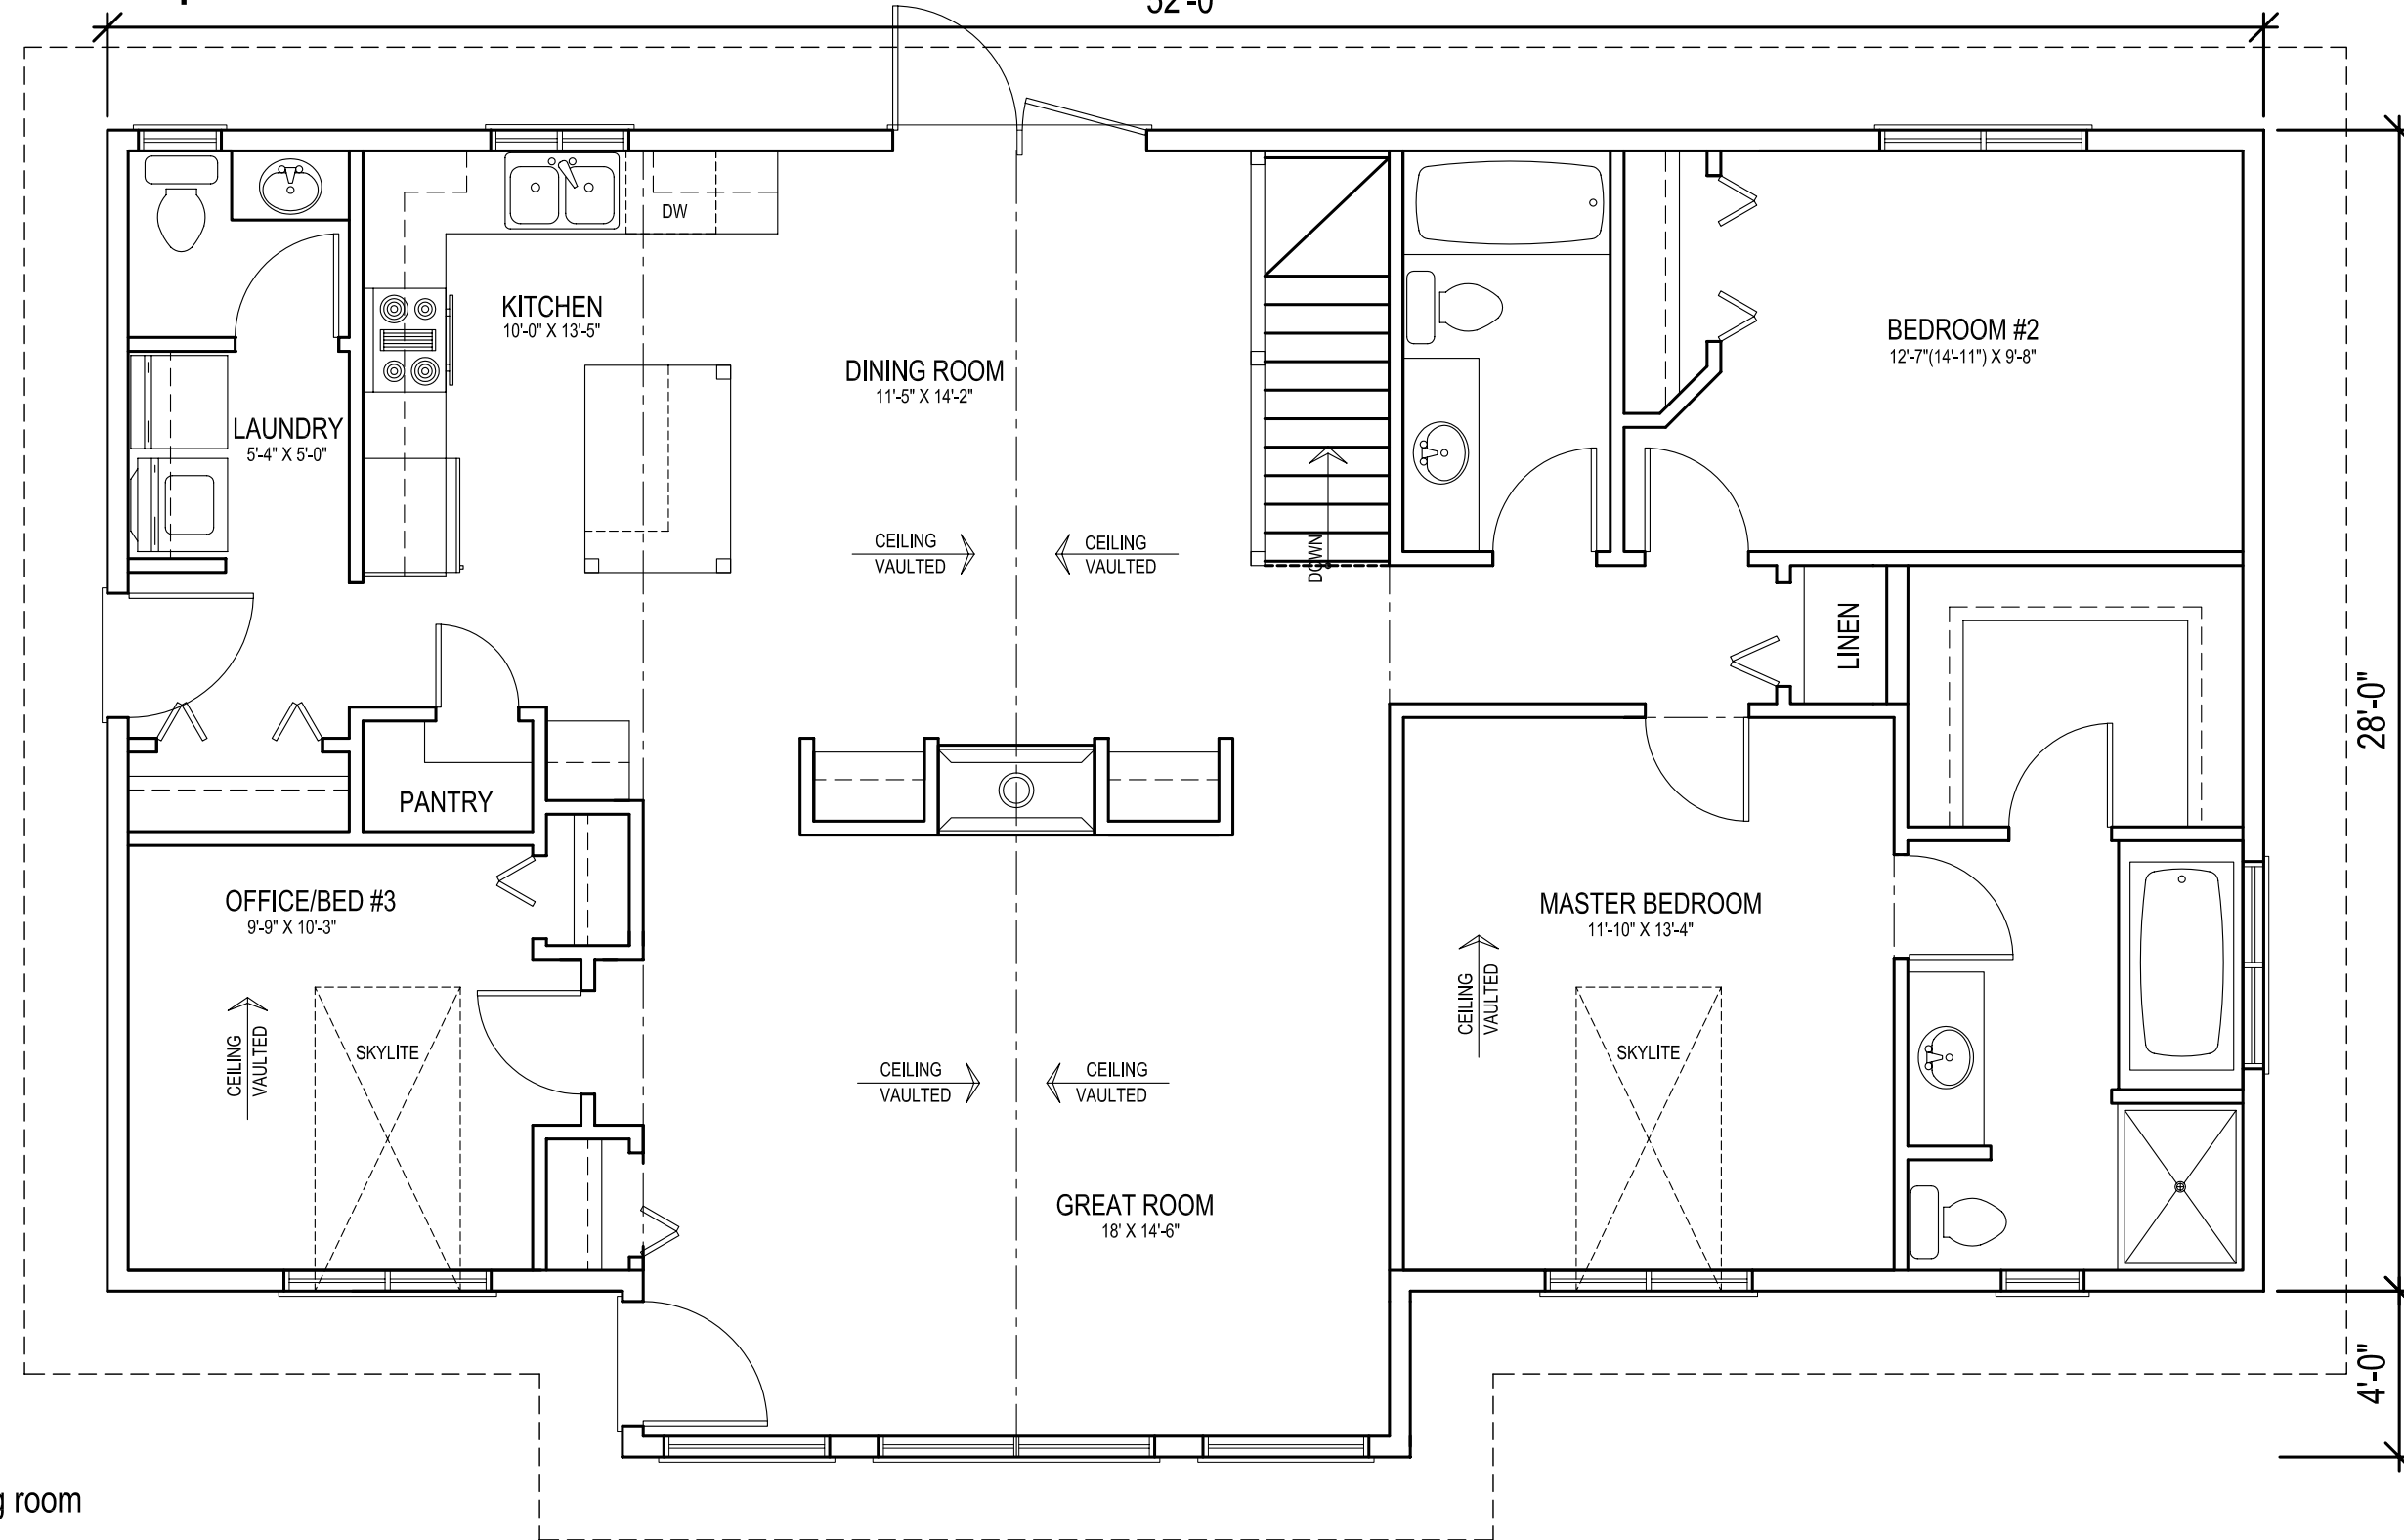 52'-0"
DW
KITCHEN
10'-0" X 13'-5"
BEDROOM #2
12'-7"(14'-11") X 9'-8"
DINING ROOM
11'-5" X 14'-2"
LAUNDRY
5'-4" X 5'-0"
CEILING
VAULTED
CEILING
VAULTED
DOWN
LINEN
28'-0"
PANTRY
OFFICE/BED #3
9'-9" X 10'-3"
MASTER BEDROOM
11'-10" X 13'-4"
CEILING
VAULTED
SKYLITE
CEILING
VAULTED
SKYLITE
CEILING
VAULTED
CEILING
VAULTED
GREAT ROOM
18' X 14'-6"
4'-0"
room